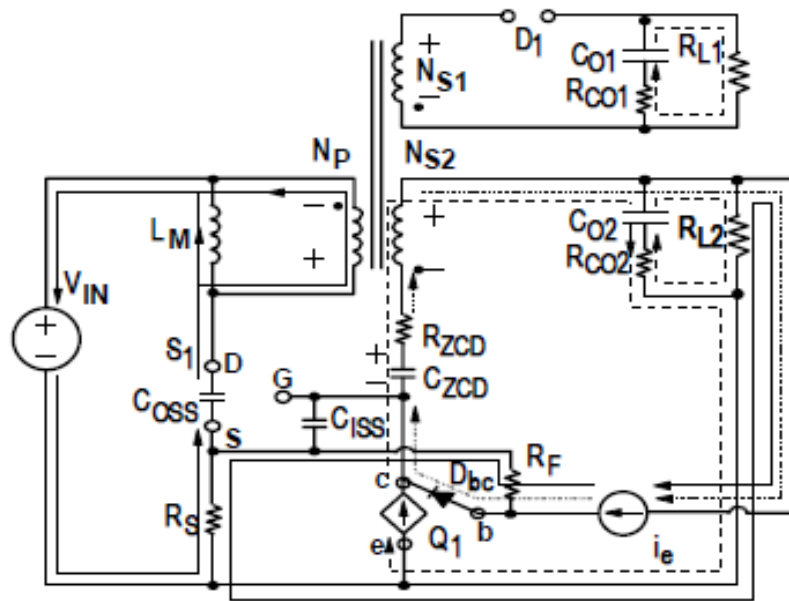 D1
NS1
CO1
RL1
RCO1
NP
NS2
LM
CO2
RL2
RCO2
VIN
+
−
S1
D
RZCD
COSS
G
CZCD
CISS
S
RF
c
Dbc
RS
Q1
b
e
ie